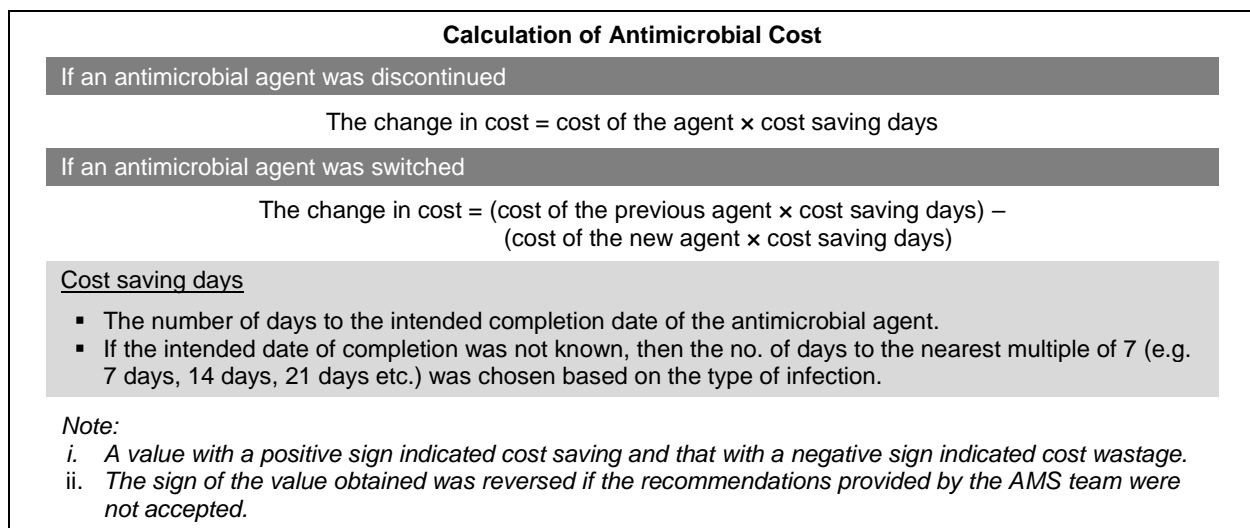 Calculation of Antimicrobial Cost
If an antimicrobial agent was discontinued
The change in cost = cost of the agent × cost saving days
If an antimicrobial agent was switched
The change in cost = (cost of the previous agent × cost saving days) –
(cost of the new agent × cost saving days)
Cost saving days
▪ The number of days to the intended completion date of the antimicrobial agent.
▪ If the intended date of completion was not known, then the no. of days to the nearest multiple of 7 (e.g.
7 days, 14 days, 21 days etc.) was chosen based on the type of infection.
Note:
i. A value with a positive sign indicated cost saving and that with a negative sign indicated cost wastage.
ii. The sign of the value obtained was reversed if the recommendations provided by the AMS team were
not accepted.